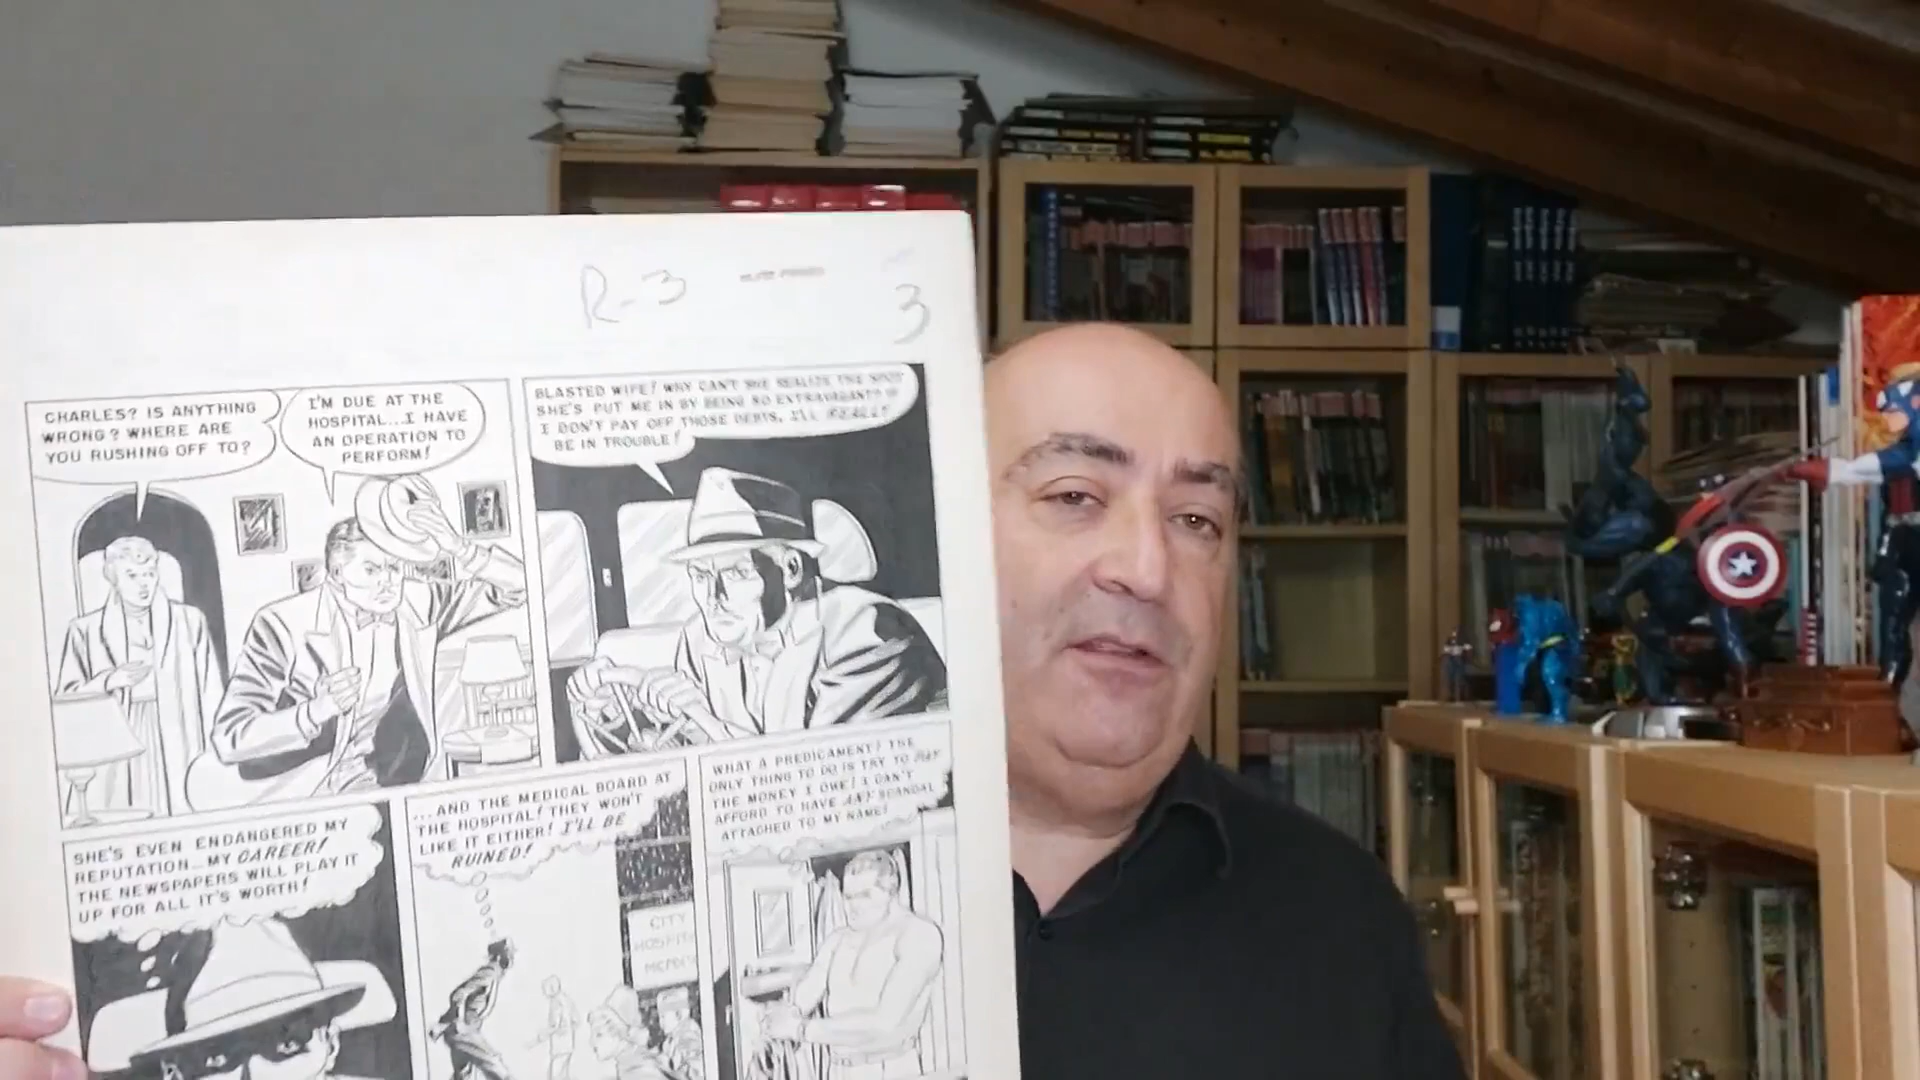 R-3
3
CHARLES? IS ANYTHING
WRONG? WHERE ARE
YOU RUSHING OFF TO?
I'M DUE AT THE
HOSPITAL...I HAVE
AN OPERATION TO
PERFORM!
BLASTED WIFE! WHY CAN'T SHE REALIZE THE SPOT
SHE'S PUT ME IN BY BEING SO EXTRAVAGANT? IF
I DON'T PAY OFF THOSE DEBTS, I'LL REALLY
BE IN TROUBLE!
SHE'S EVEN ENDANGERED MY
REPUTATION...MY CAREER!
THE NEWSPAPERS WILL PLAY IT
UP FOR ALL IT'S WORTH!
...AND THE MEDICAL BOARD AT
THE HOSPITAL! THEY WON'T
LIKE IT EITHER! I'LL BE
RUINED!
CITY
HOSPITAL
WHAT A PREDICAMENT! THE
ONLY THING TO DO IS TRY TO PAY
THE MONEY I OWE! I CAN'T
AFFORD TO HAVE ANY SCANDAL
ATTACHED TO MY NAME!